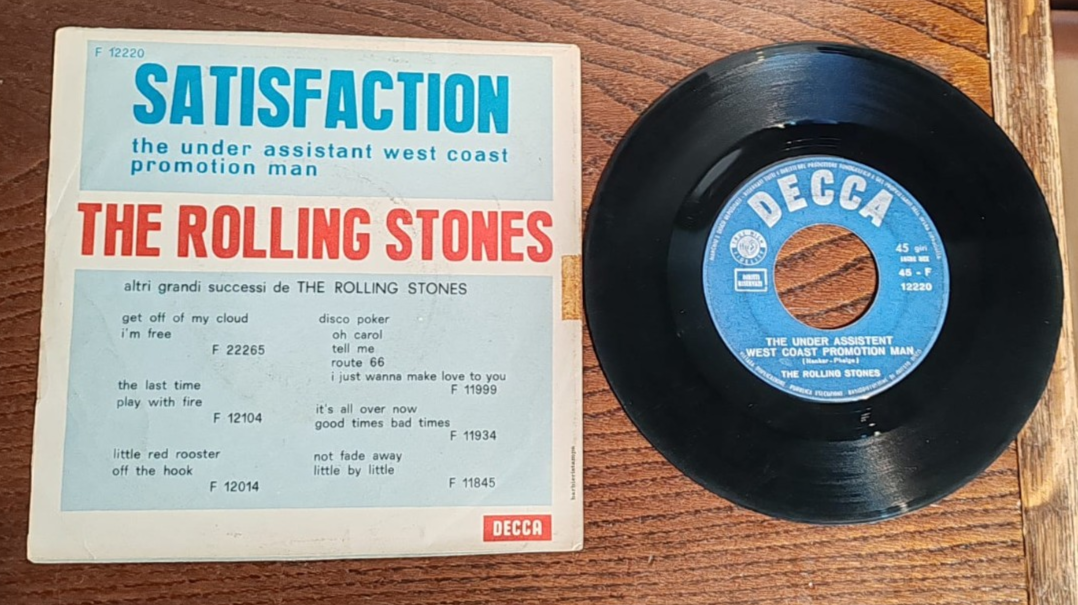 F 12220
SATISFACTION
the under assistant west coast
promotion man
THE ROLLING STONES
altri grandi successi de THE ROLLING STONES
get off of my cloud
i'm free
F 22265
the last time
play with fire
F 12104
little red rooster
off the hook
F 12014
disco poker
oh carol
tell me
route 66
i just wanna make love to you
F 11999
it's all over now
good times bad times
F 11934
not fade away
little by little
F 11845
DECCA
DECCA
45 giri
45 - F
12220
THE UNDER ASSISTENT
WEST COAST PROMOTION MAN
(Nanker - Phelge)
THE ROLLING STONES